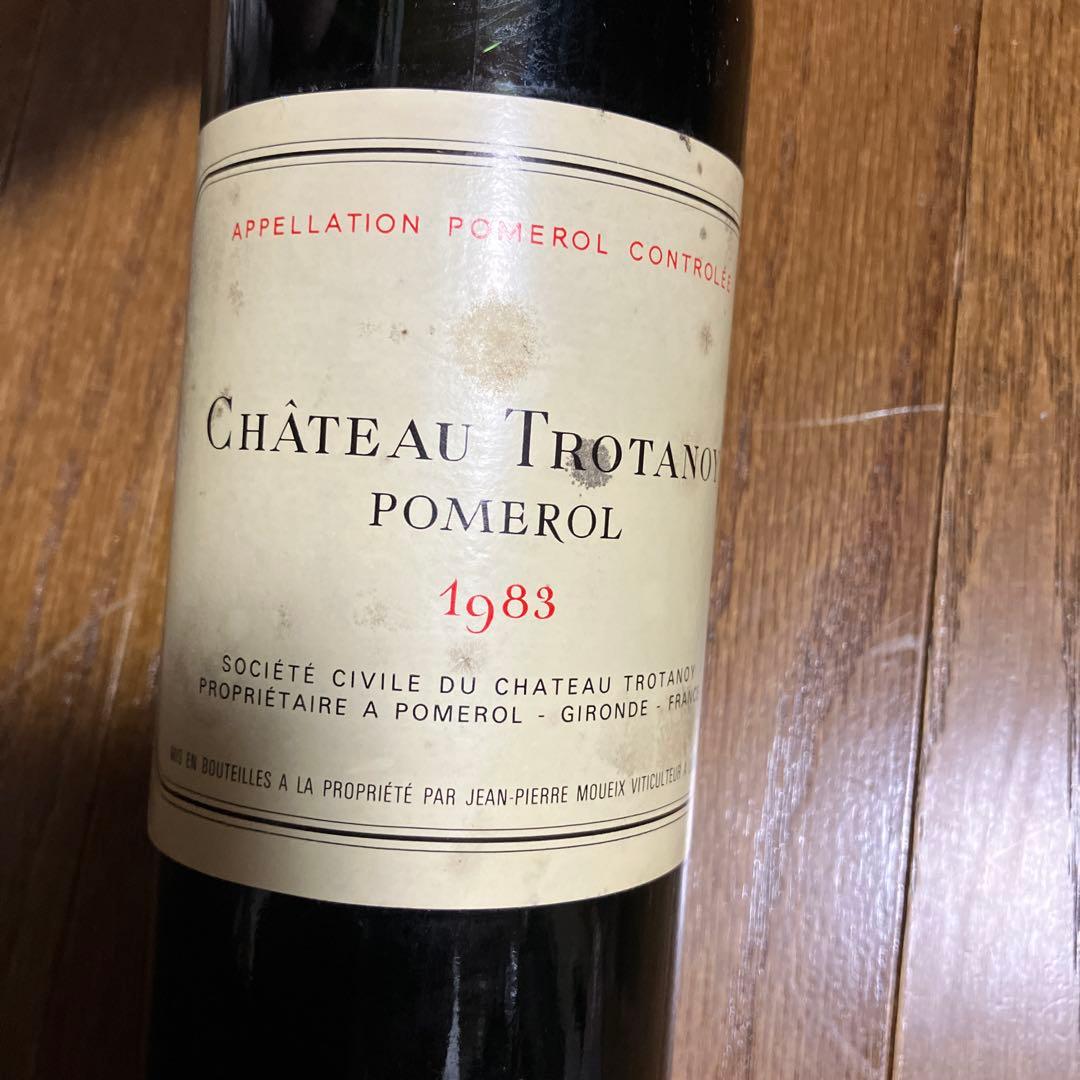 APPELLATION POMEROL CONTROLÉE
CHÂTEAU TROTANOY
POMEROL
1983
SOCIÉTÉ CIVILE DU CHATEAU TROTANOY
PROPRIÉTAIRE A POMEROL - GIRONDE - FRANCE
MIS EN BOUTEILLES A LA PROPRIÉTÉ PAR JEAN-PIERRE MOUEIX VITICULTEUR A